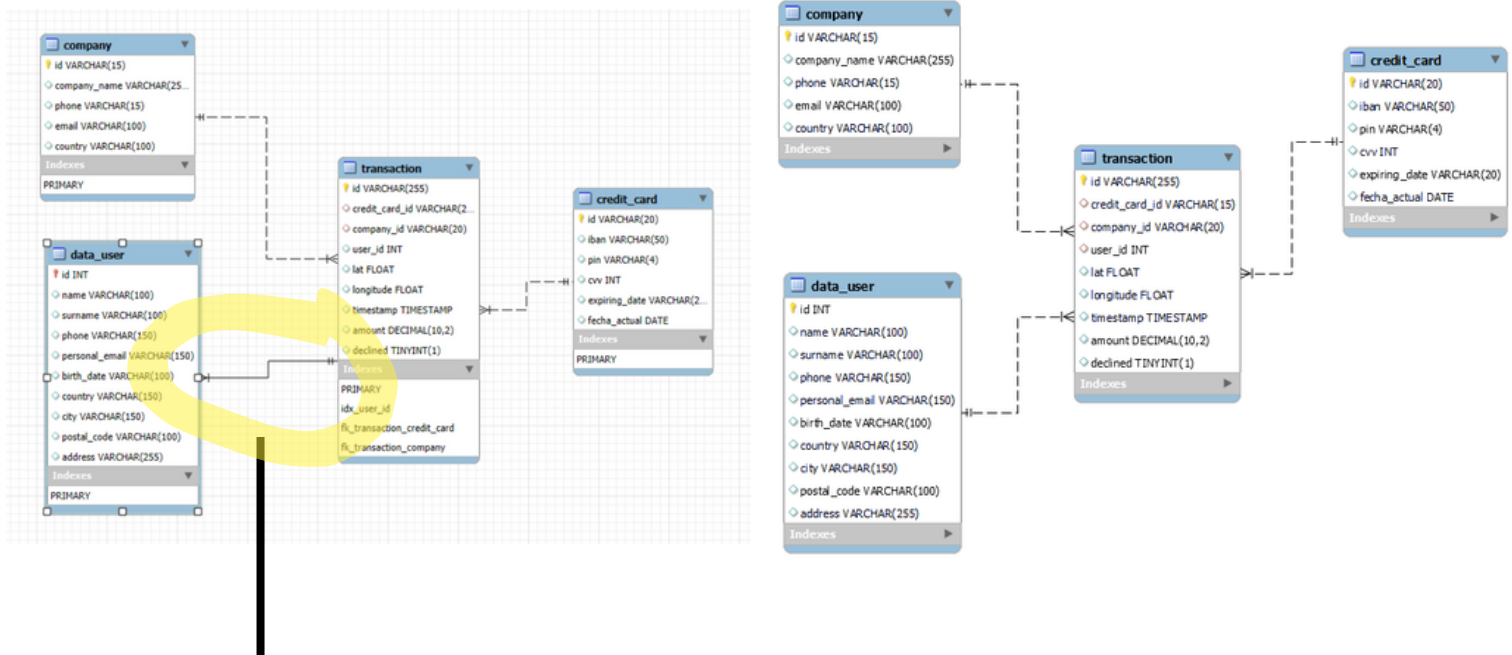 company
id VARCHAR(15)
company_name VARCHAR(25...
phone VARCHAR(15)
email VARCHAR(100)
country VARCHAR(100)
Indexes
PRIMARY
data_user
id INT
name VARCHAR(100)
surname VARCHAR(100)
phone VARCHAR(150)
personal_email VARCHAR(150)
birth_date VARCHAR(100)
country VARCHAR(150)
city VARCHAR(150)
postal_code VARCHAR(100)
address VARCHAR(255)
Indexes
PRIMARY
transaction
id VARCHAR(255)
credit_card_id VARCHAR(2...
company_id VARCHAR(20)
user_id INT
lat FLOAT
longitude FLOAT
timestamp TIMESTAMP
amount DECIMAL(10,2)
declined TINYINT(1)
Indexes
PRIMARY
idx_user_id
fk_transaction_credit_card
fk_transaction_company
credit_card
id VARCHAR(20)
iban VARCHAR(50)
pin VARCHAR(4)
cvv INT
expiring_date VARCHAR(2...
fecha_actual DATE
Indexes
PRIMARY
company
id VARCHAR(15)
company_name VARCHAR(255)
phone VARCHAR(15)
email VARCHAR(100)
country VARCHAR(100)
Indexes
data_user
id INT
name VARCHAR(100)
surname VARCHAR(100)
phone VARCHAR(150)
personal_email VARCHAR(150)
birth_date VARCHAR(100)
country VARCHAR(150)
city VARCHAR(150)
postal_code VARCHAR(100)
address VARCHAR(255)
Indexes
transaction
id VARCHAR(255)
credit_card_id VARCHAR(15)
company_id VARCHAR(20)
user_id INT
lat FLOAT
longitude FLOAT
timestamp TIMESTAMP
amount DECIMAL(10,2)
declined TINYINT(1)
Indexes
credit_card
id VARCHAR(20)
iban VARCHAR(50)
pin VARCHAR(4)
cvv INT
expiring_date VARCHAR(20)
fecha_actual DATE
Indexes